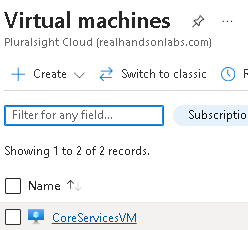 Virtual machines
Pluralsight Cloud (realhandsonlabs.com)
Create Switch to classic
Filter for any field... Subscriptio
Showing 1 to 2 of 2 records.
Name
CoreServicesVM